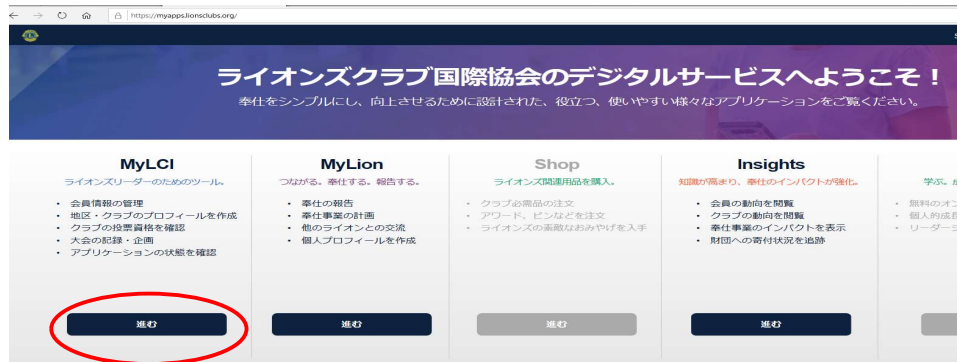 https://myapps.lionsclubs.org/
ライオンズクラブ国際協会のデジタルサービスへようこそ!
奉仕をシンプルにし、向上させるために設計された、役立つ、使いやすい様々なアプリケーションをご覧ください。
MyLCI
ライオンズリーダーのためのツール。
・ 会員情報の管理
・ 地区・クラブのプロフィールを作成
・ クラブの投票資格を確認
・ 大会の記録・企画
・ アプリケーションの状態を確認
進む
MyLion
つながる。奉仕する。報告する。
・ 奉仕の報告
・ 奉仕事業の計画
・ 他のライオンとの交流
・ 個人プロフィールを作成
進む
Shop
ライオンズ関連用品を購入。
・ クラブ必需品の注文
・ アワード、ピンなどを注文
・ ライオンズの素敵なおみやげを入手
進む
Insights
知識が高まり、奉仕のインパクトが強化。
・ 会員の動向を閲覧
・ クラブの動向を閲覧
・ 奉仕事業のインパクトを表示
・ 財団への寄付状況を追跡
進む
学ぶ。
・ 無料のオン
・ 個人的成長
・ リーダーシ